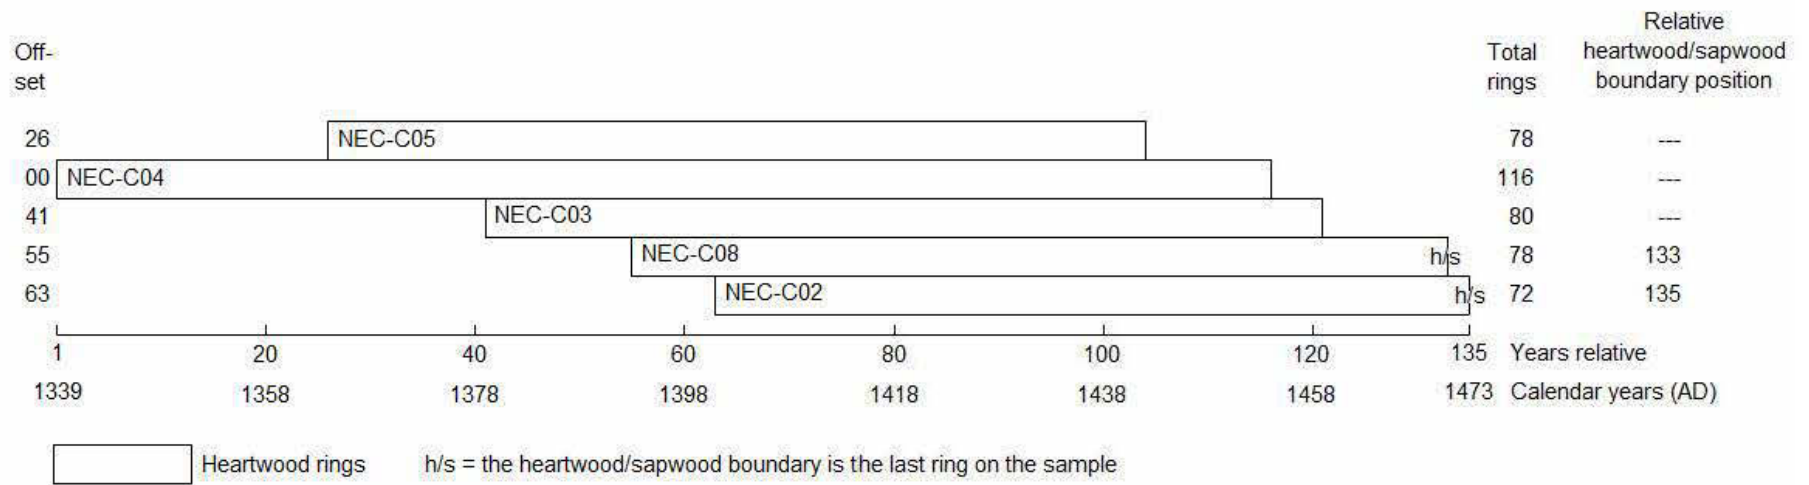 Relative
Off- Total heartwood/sapwood
set rings boundary position
26 NEC-C05 78 ---
00 NEC-C04 116 ---
41 NEC-C03 80 ---
55 NEC-C08 h/s 78 133
63 NEC-C02 h/s 72 135
1 20 40 60 80 100 120 135 Years relative
1339 1358 1378 1398 1418 1438 1458 1473 Calendar years (AD)
Heartwood rings h/s = the heartwood/sapwood boundary is the last ring on the sample